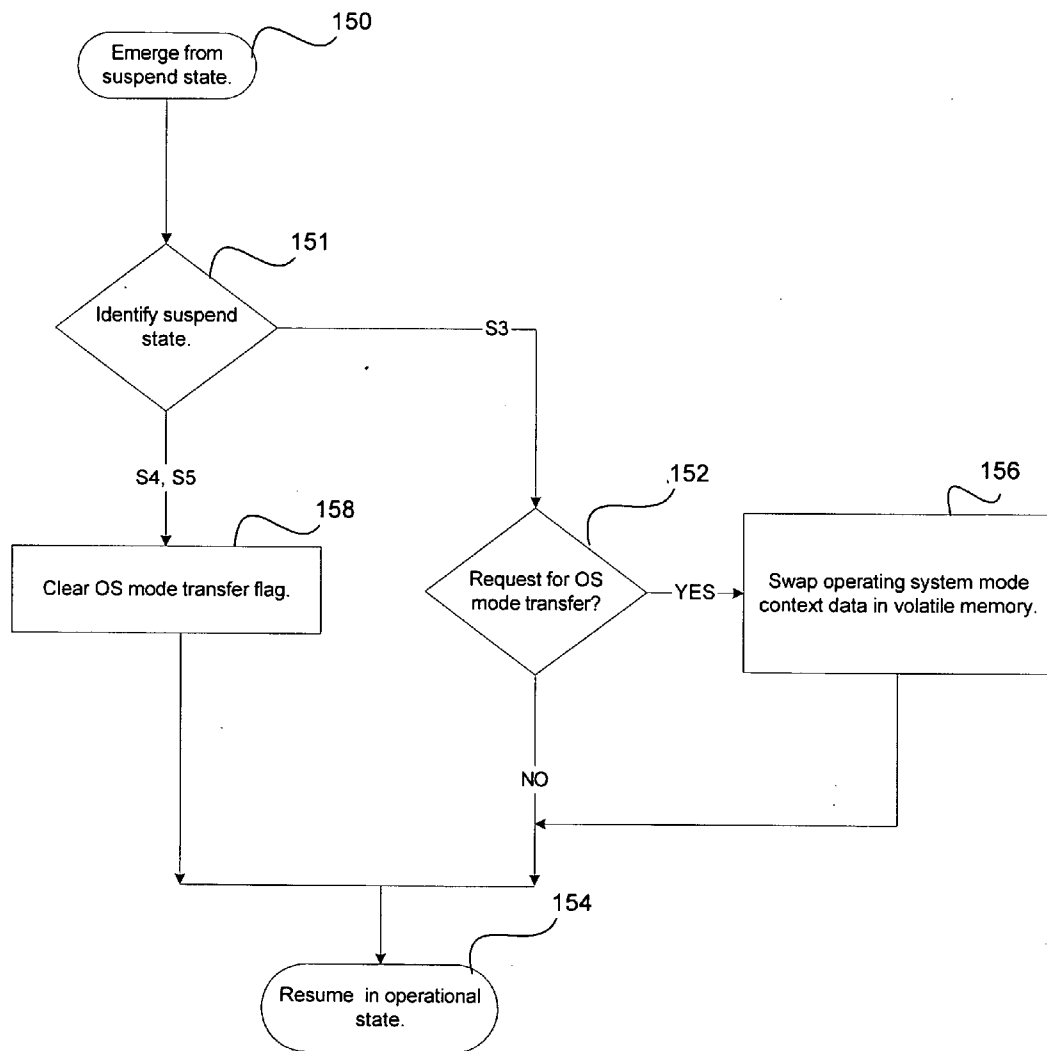 150
Emerge from
suspend state.
151
Identify suspend
state.
S3
S4, S5
152
156
158
Clear OS mode transfer flag.
Request for OS
mode transfer?
YES
Swap operating system mode
context data in volatile memory.
NO
154
Resume in operational
state.